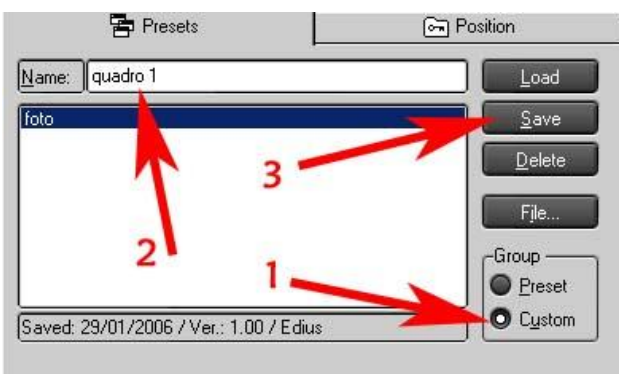 Presets
Position
Name: quadro 1
Load
foto
Save
3
Delete
File...
2
Group
1
Preset
Custom
Saved: 29/01/2006 / Ver.: 1.00 / Edius